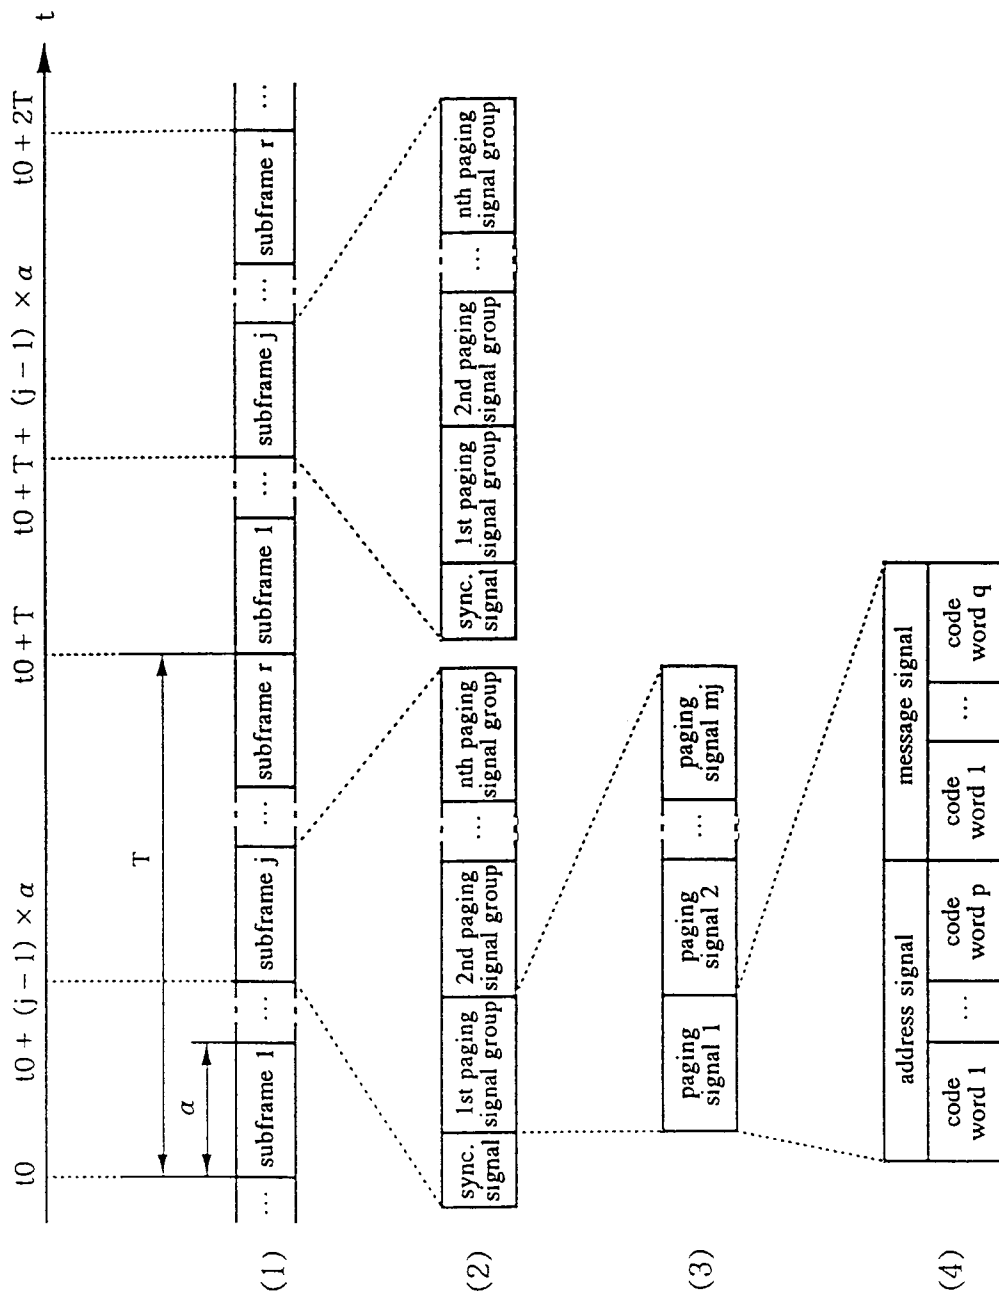 t0
t0 + (j − 1) × α
t0 + T
t0 + T + (j − 1) × α
t0 + 2T
t
T
α
(1)
...
subframe 1
...
subframe j
...
subframe r
subframe 1
...
subframe j
...
subframe r
...
(2)
sync.
signal
1st paging
signal group
2nd paging
signal group
...
nth paging
signal group
sync.
signal
1st paging
signal group
2nd paging
signal group
...
nth paging
signal group
(3)
paging
signal 1
paging
signal 2
...
paging
signal mj
(4)
address signal
message signal
code
word 1
...
code
word p
code
word 1
...
code
word q